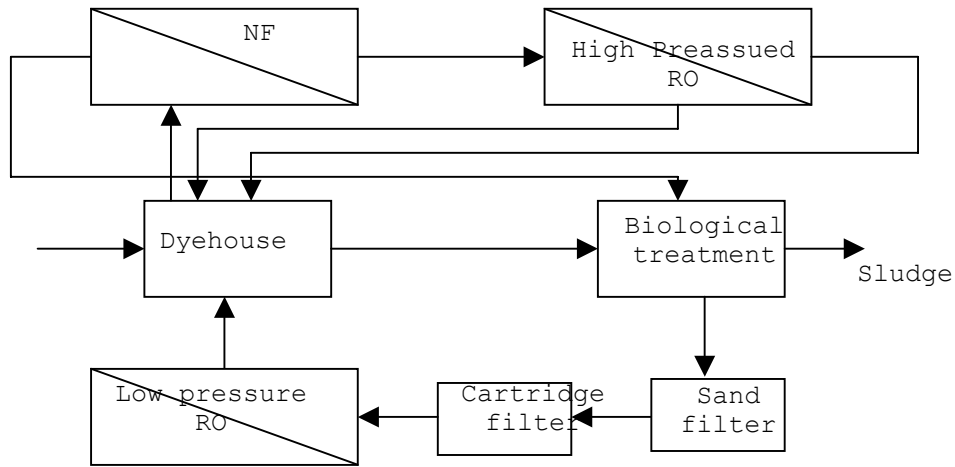 NF
High Preassued
RO
Dyehouse
Biological
treatment
Sludge
Low pressure
RO
Cartridge
filter
Sand
filter